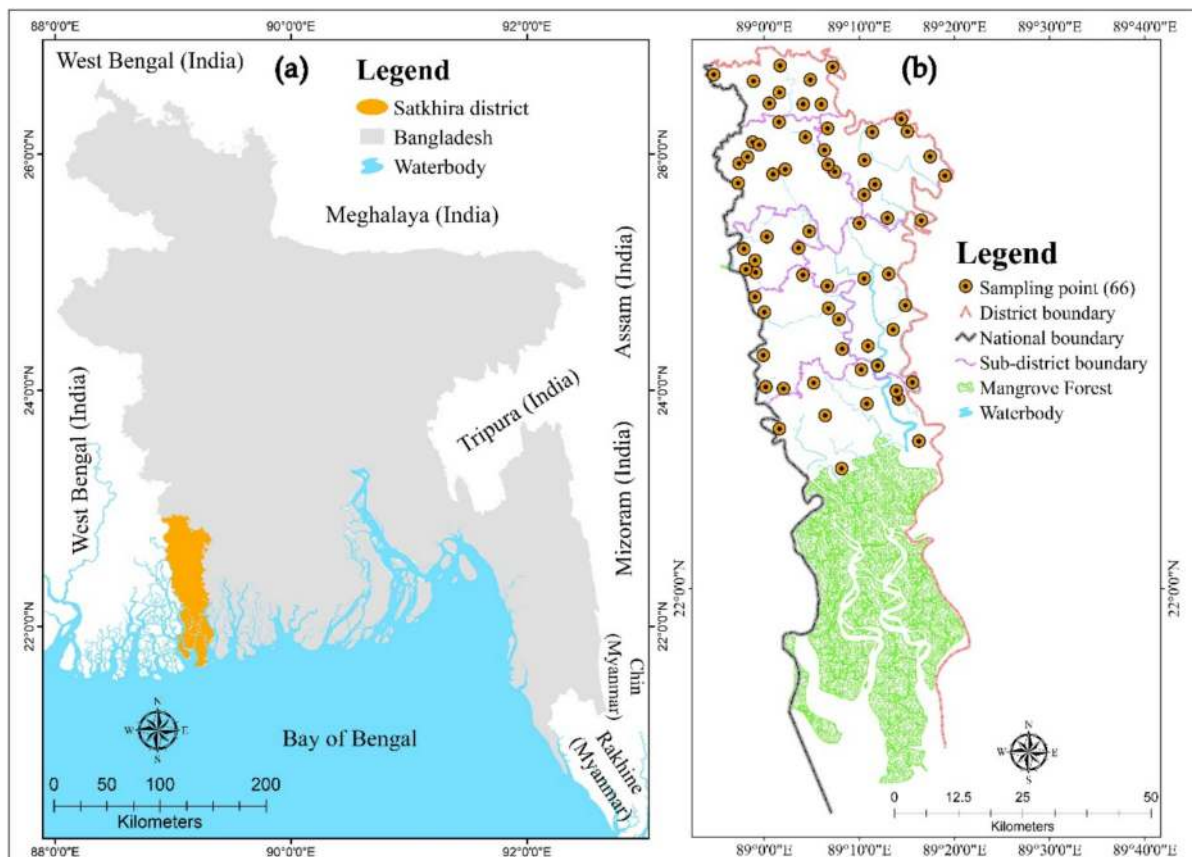 88°0'0"E
90°0'0"E
92°0'0"E
West Bengal (India)
(a)
Legend
Satkhira district
Bangladesh
Waterbody
26°0'0"N
24°0'0"N
22°0'0"N
Meghalaya (India)
Assam (India)
Tripura (India)
Mizoram (India)
West Bengal (India)
Chin
(Myanmar)
Rakhine
(Myanmar)
Bay of Bengal
N
W
E
S
0 50 100 200
Kilometers
26°0'0"N
24°0'0"N
22°0'0"N
88°0'0"E
90°0'0"E
92°0'0"E
89°0'0"E
89°10'0"E
89°20'0"E
89°30'0"E
89°40'0"E
(b)
Legend
Sampling point (66)
District boundary
National boundary
Sub-district boundary
Mangrove Forest
Waterbody
22°0'0"N
22°0'0"N
N
W
E
S
0 12.5 25 50
Kilometers
89°0'0"E
89°10'0"E
89°20'0"E
89°30'0"E
89°40'0"E